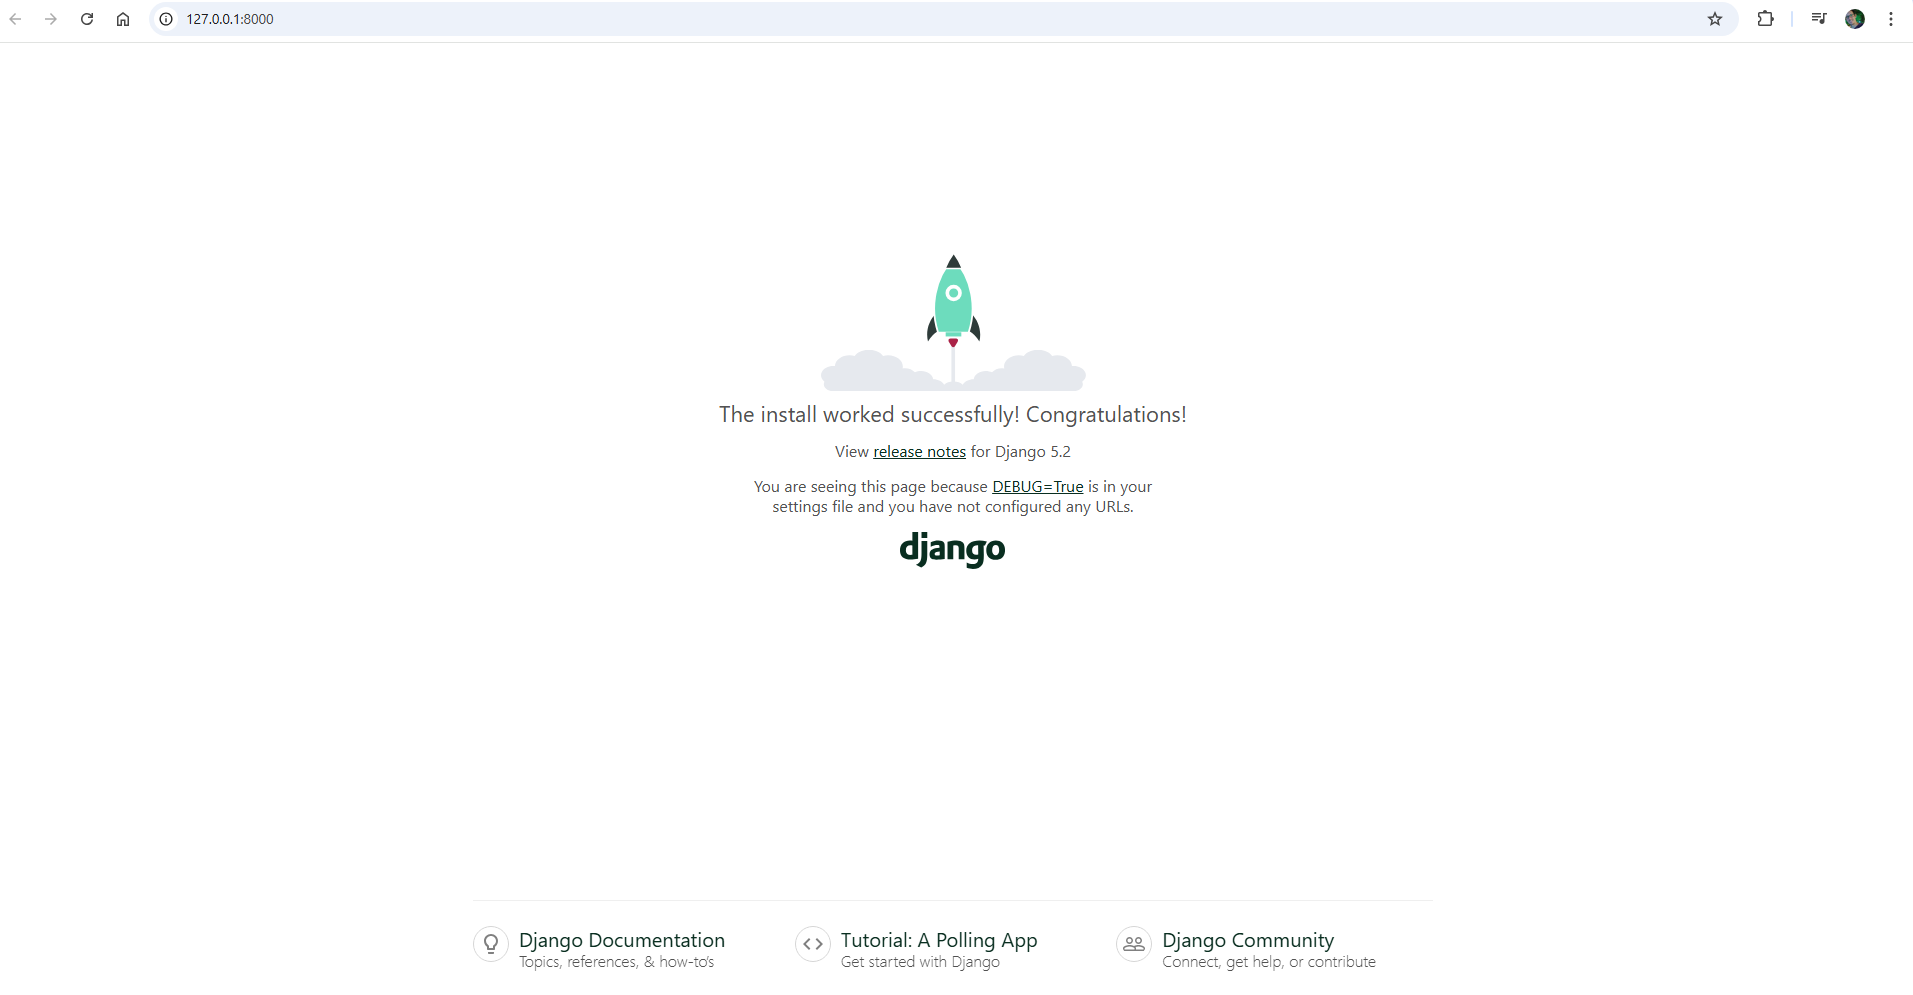 127.0.0.1:8000
The install worked successfully! Congratulations!
View release notes for Django 5.2
You are seeing this page because DEBUG=True is in your
settings file and you have not configured any URLs.
django
Django Documentation
Topics, references, & how-to's
Tutorial: A Polling App
Get started with Django
Django Community
Connect, get help, or contribute